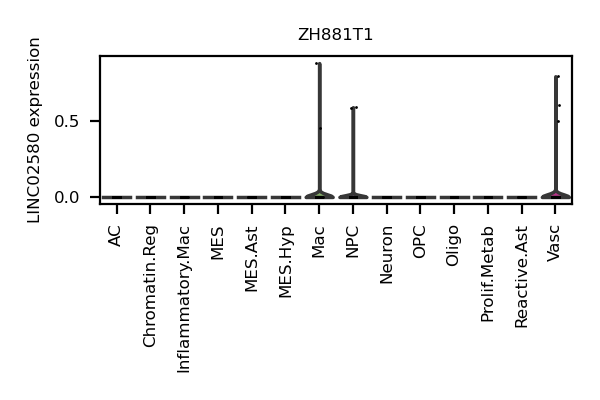 ZH881T1
LINC02580 expression
0.5
0.0
AC
Chromatin.Reg
Inflammatory.Mac
MES
MES.Ast
MES.Hyp
Mac
NPC
Neuron
OPC
Oligo
Prolif.Metab
Reactive.Ast
Vasc